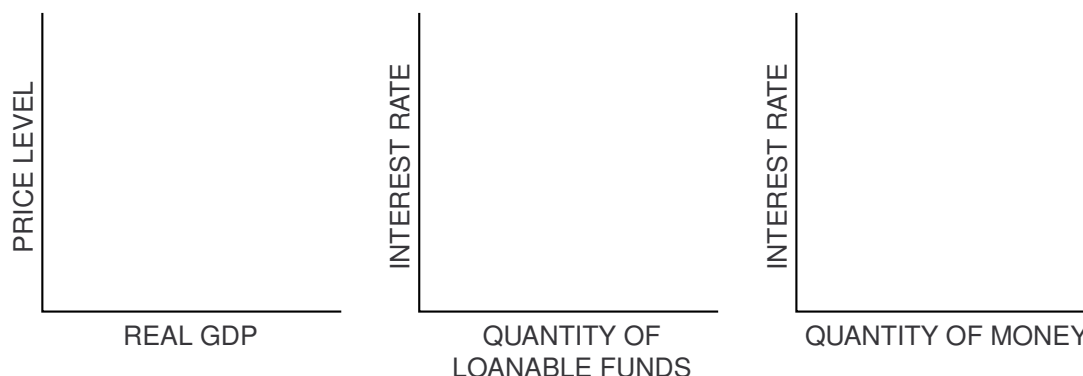 PRICE LEVEL
REAL GDP
INTEREST RATE
QUANTITY OF
LOANABLE FUNDS
INTEREST RATE
QUANTITY OF MONEY